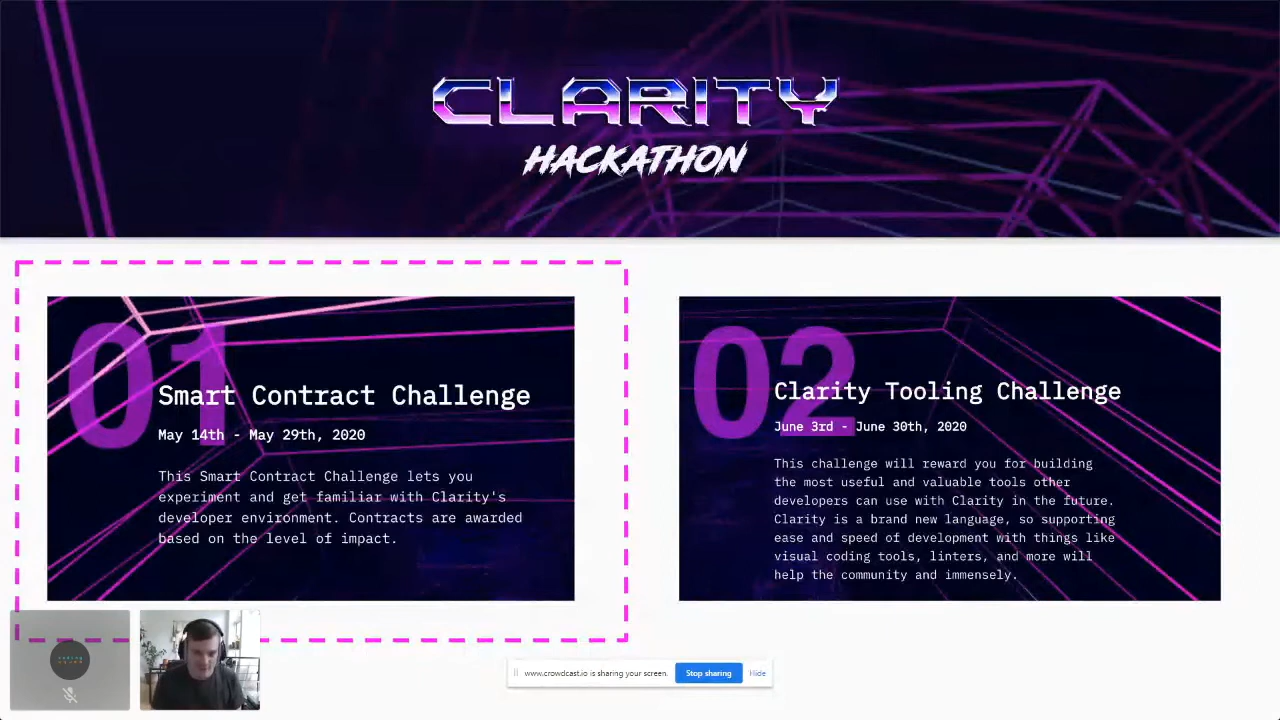 CLARITY
HACKATHON
01
Smart Contract Challenge
May 14th - May 29th, 2020
This Smart Contract Challenge lets you
experiment and get familiar with Clarity's
developer environment. Contracts are awarded
based on the level of impact.
02
Clarity Tooling Challenge
June 3rd - June 30th, 2020
This challenge will reward you for building
the most useful and valuable tools other
developers can use with Clarity in the future.
Clarity is a brand new language, so supporting
ease and speed of development with things like
visual coding tools, linters, and more will
help the community and immensely.
www.crowdcast.io is sharing your screen.
Stop sharing
Hide